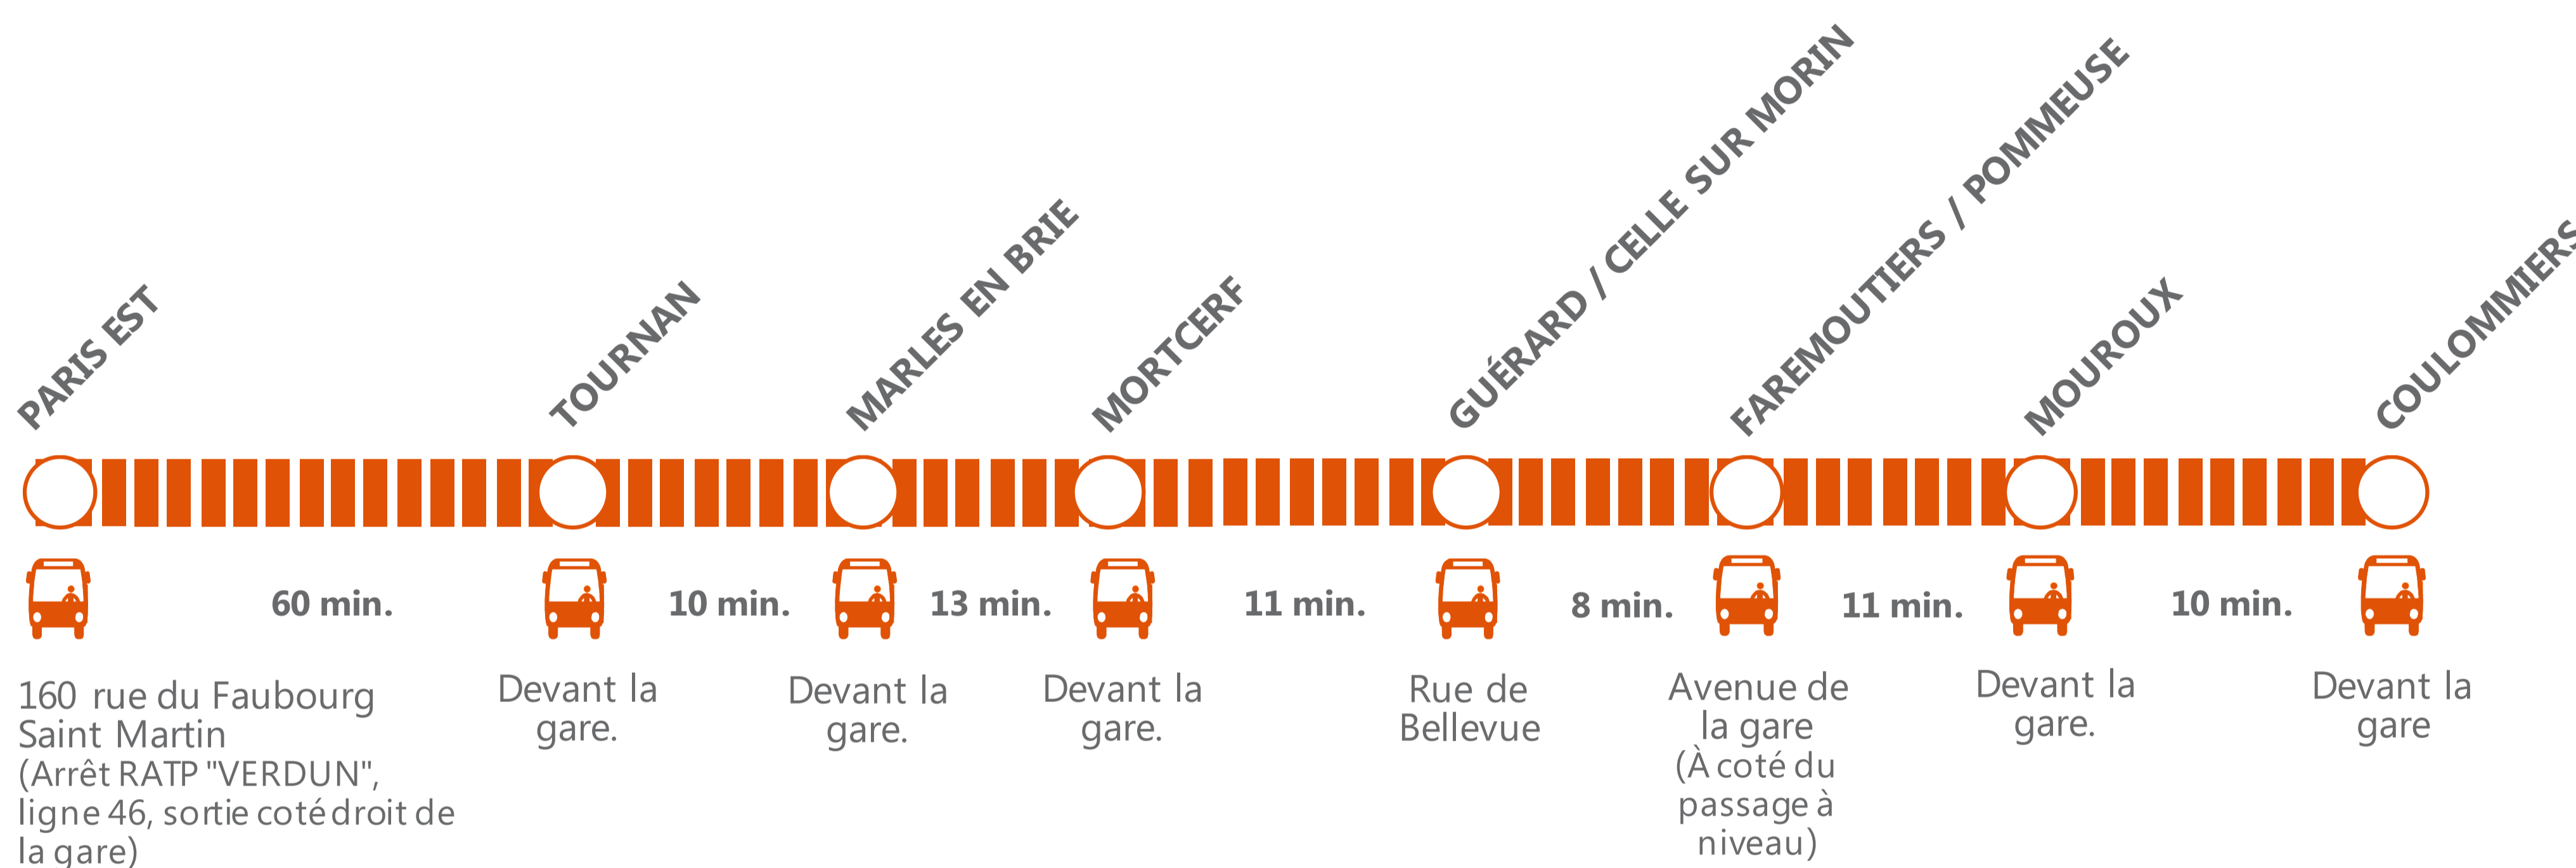 PARIS EST
TOURNAN
MARLES EN BRIE
MORTCERF
GUÉRARD / CELLE SUR MORIN
FAREMOUTIERS / POMMEUSE
MOUROUX
COULOMMIERS
60 min.
10 min.
13 min.
11 min.
8 min.
11 min.
10 min.
160 rue du Faubourg
Saint Martin
(Arrêt RATP "VERDUN",
ligne 46, sortie coté droit de
la gare)
Devant la
gare.
Devant la
gare.
Devant la
gare.
Rue de
Bellevue
Avenue de
la gare
(À coté du
passage à
niveau)
Devant la
gare.
Devant la
gare